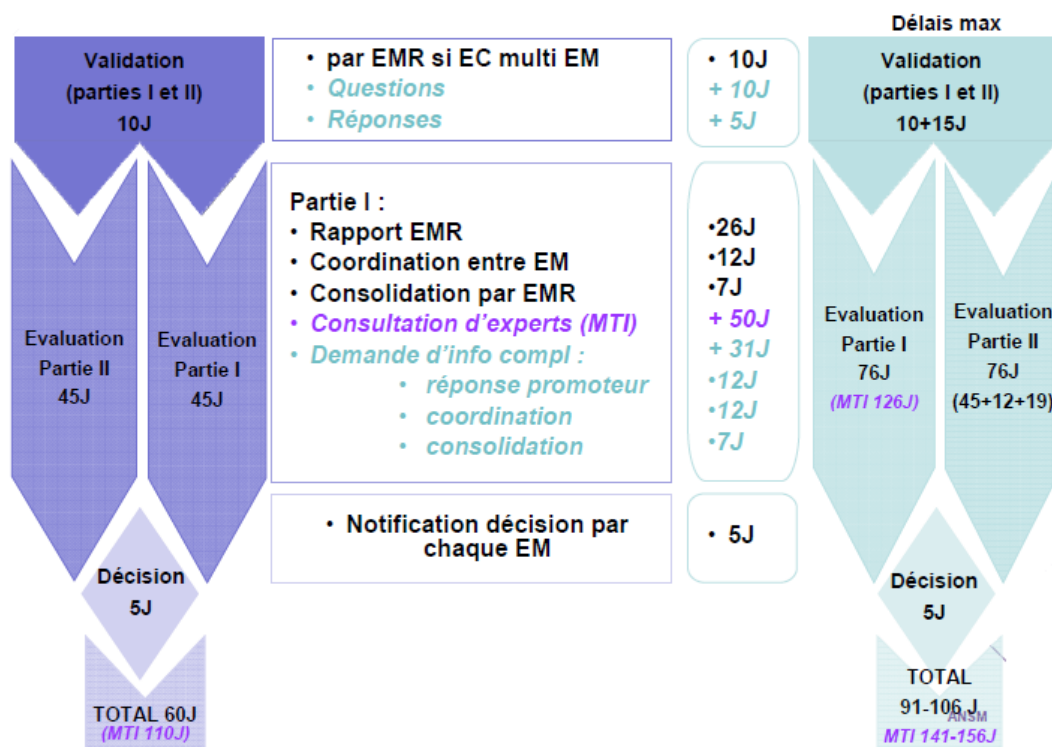 Validation
(parties I et II)
10J
Evaluation
Partie II
45J
Evaluation
Partie I
45J
Décision
5J
TOTAL 60J
(MTI 110J)
• par EMR si EC multi EM
• Questions
• Réponses
• 10J
+ 10J
+ 5J
Partie I :
• Rapport EMR
• Coordination entre EM
• Consolidation par EMR
• Consultation d'experts (MTI)
• Demande d'info compl :
• réponse promoteur
• coordination
• consolidation
•26J
•12J
•7J
+ 50J
+ 31J
•12J
•12J
•7J
• Notification décision par
chaque EM
• 5J
Délais max
Validation
(parties I et II)
10+15J
Evaluation
Partie I
76J
(MTI 126J)
Evaluation
Partie II
76J
(45+12+19)
Décision
5J
TOTAL
91-106 J
ANSM
MTI 141-156J